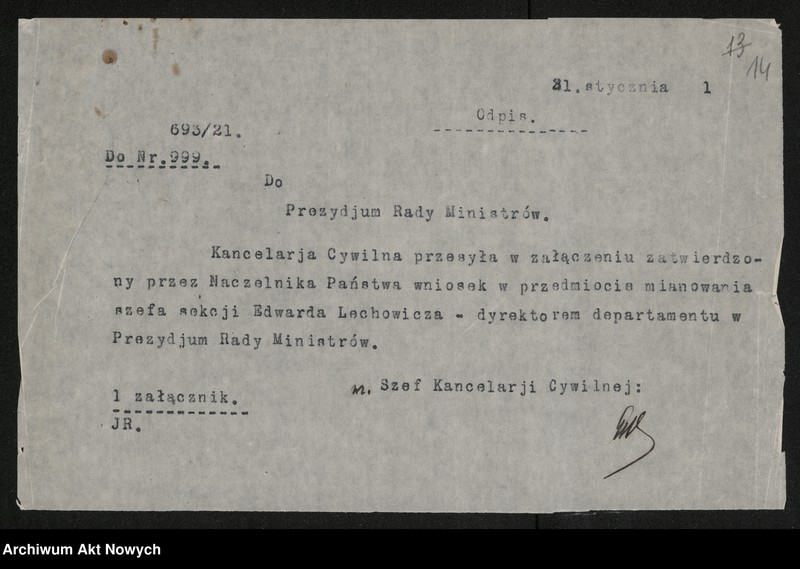 13
14
21.stycznia 1
Odpis.
693/21.
Do Nr.999.
Do
Prezydjum Rady Ministrów.
Kancelarja Cywilna przesyła w załączeniu zatwierdzo-
ny przez Naczelnika Państwa wniosek w przedmiocie mianowania
szefa sekcji Edwarda Lechowicza - dyrektorem departamentu w
Prezydjum Rady Ministrów.
1 załącznik.
Szef Kancelarji Cywilnej:
JR.
Archiwum Akt Nowych